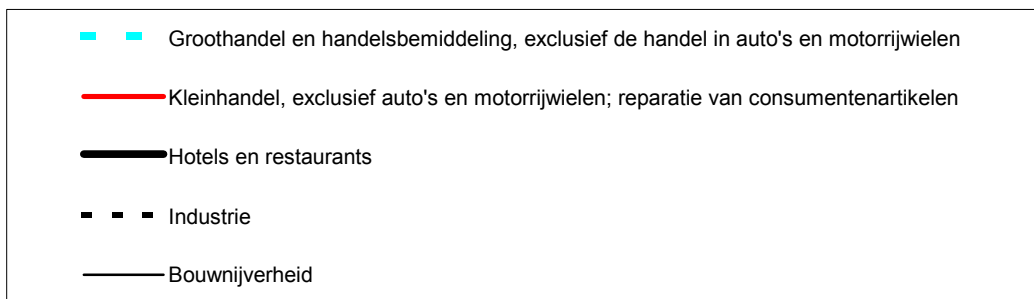 Groothandel en handelsbemiddeling, exclusief de handel in auto's en motorrijwielen
Kleinhandel, exclusief auto's en motorrijwielen; reparatie van consumentenartikelen
Hotels en restaurants
Industrie
Bouwnijverheid